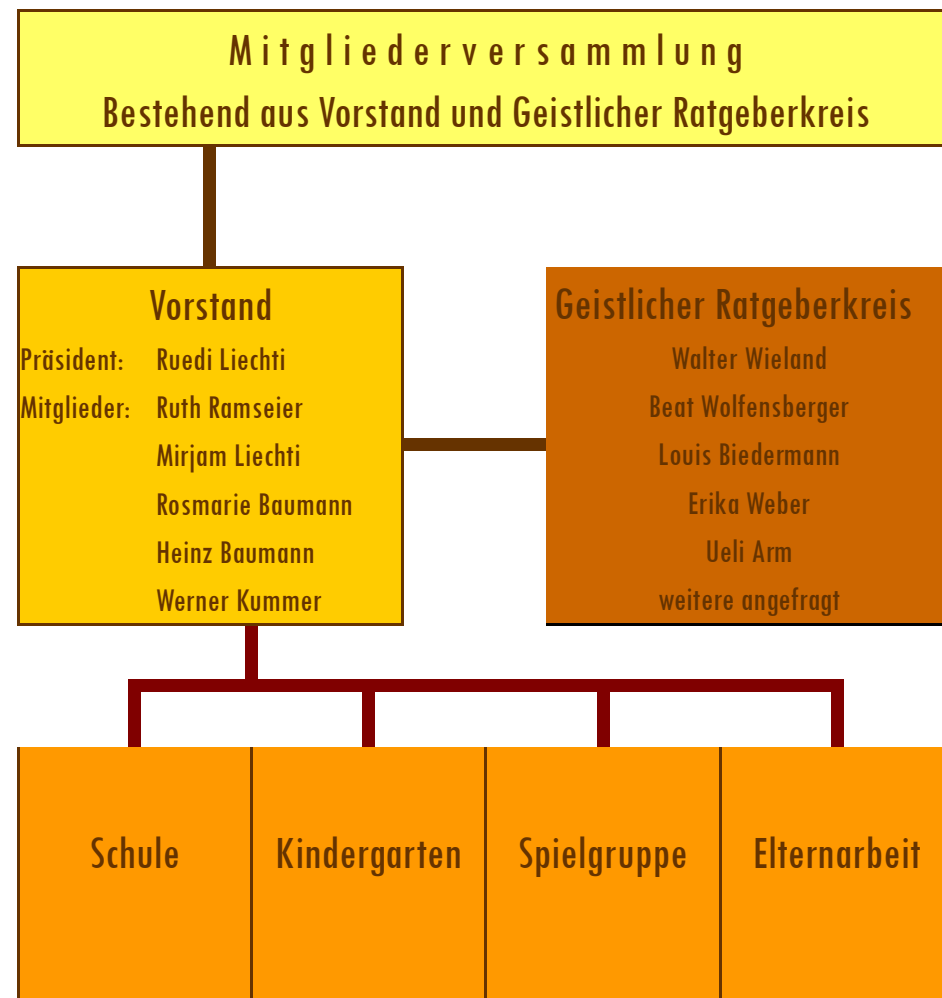 Mitgliederversammlung
Bestehend aus Vorstand und Geistlicher Ratgeberkreis
Vorstand
Präsident: Ruedi Liechti
Mitglieder: Ruth Ramseier
Mirjam Liechti
Rosmarie Baumann
Heinz Baumann
Werner Kummer
Geistlicher Ratgeberkreis
Walter Wieland
Beat Wolfensberger
Louis Biedermann
Erika Weber
Ueli Arm
weitere angefragt
Schule
Kindergarten
Spielgruppe
Elternarbeit